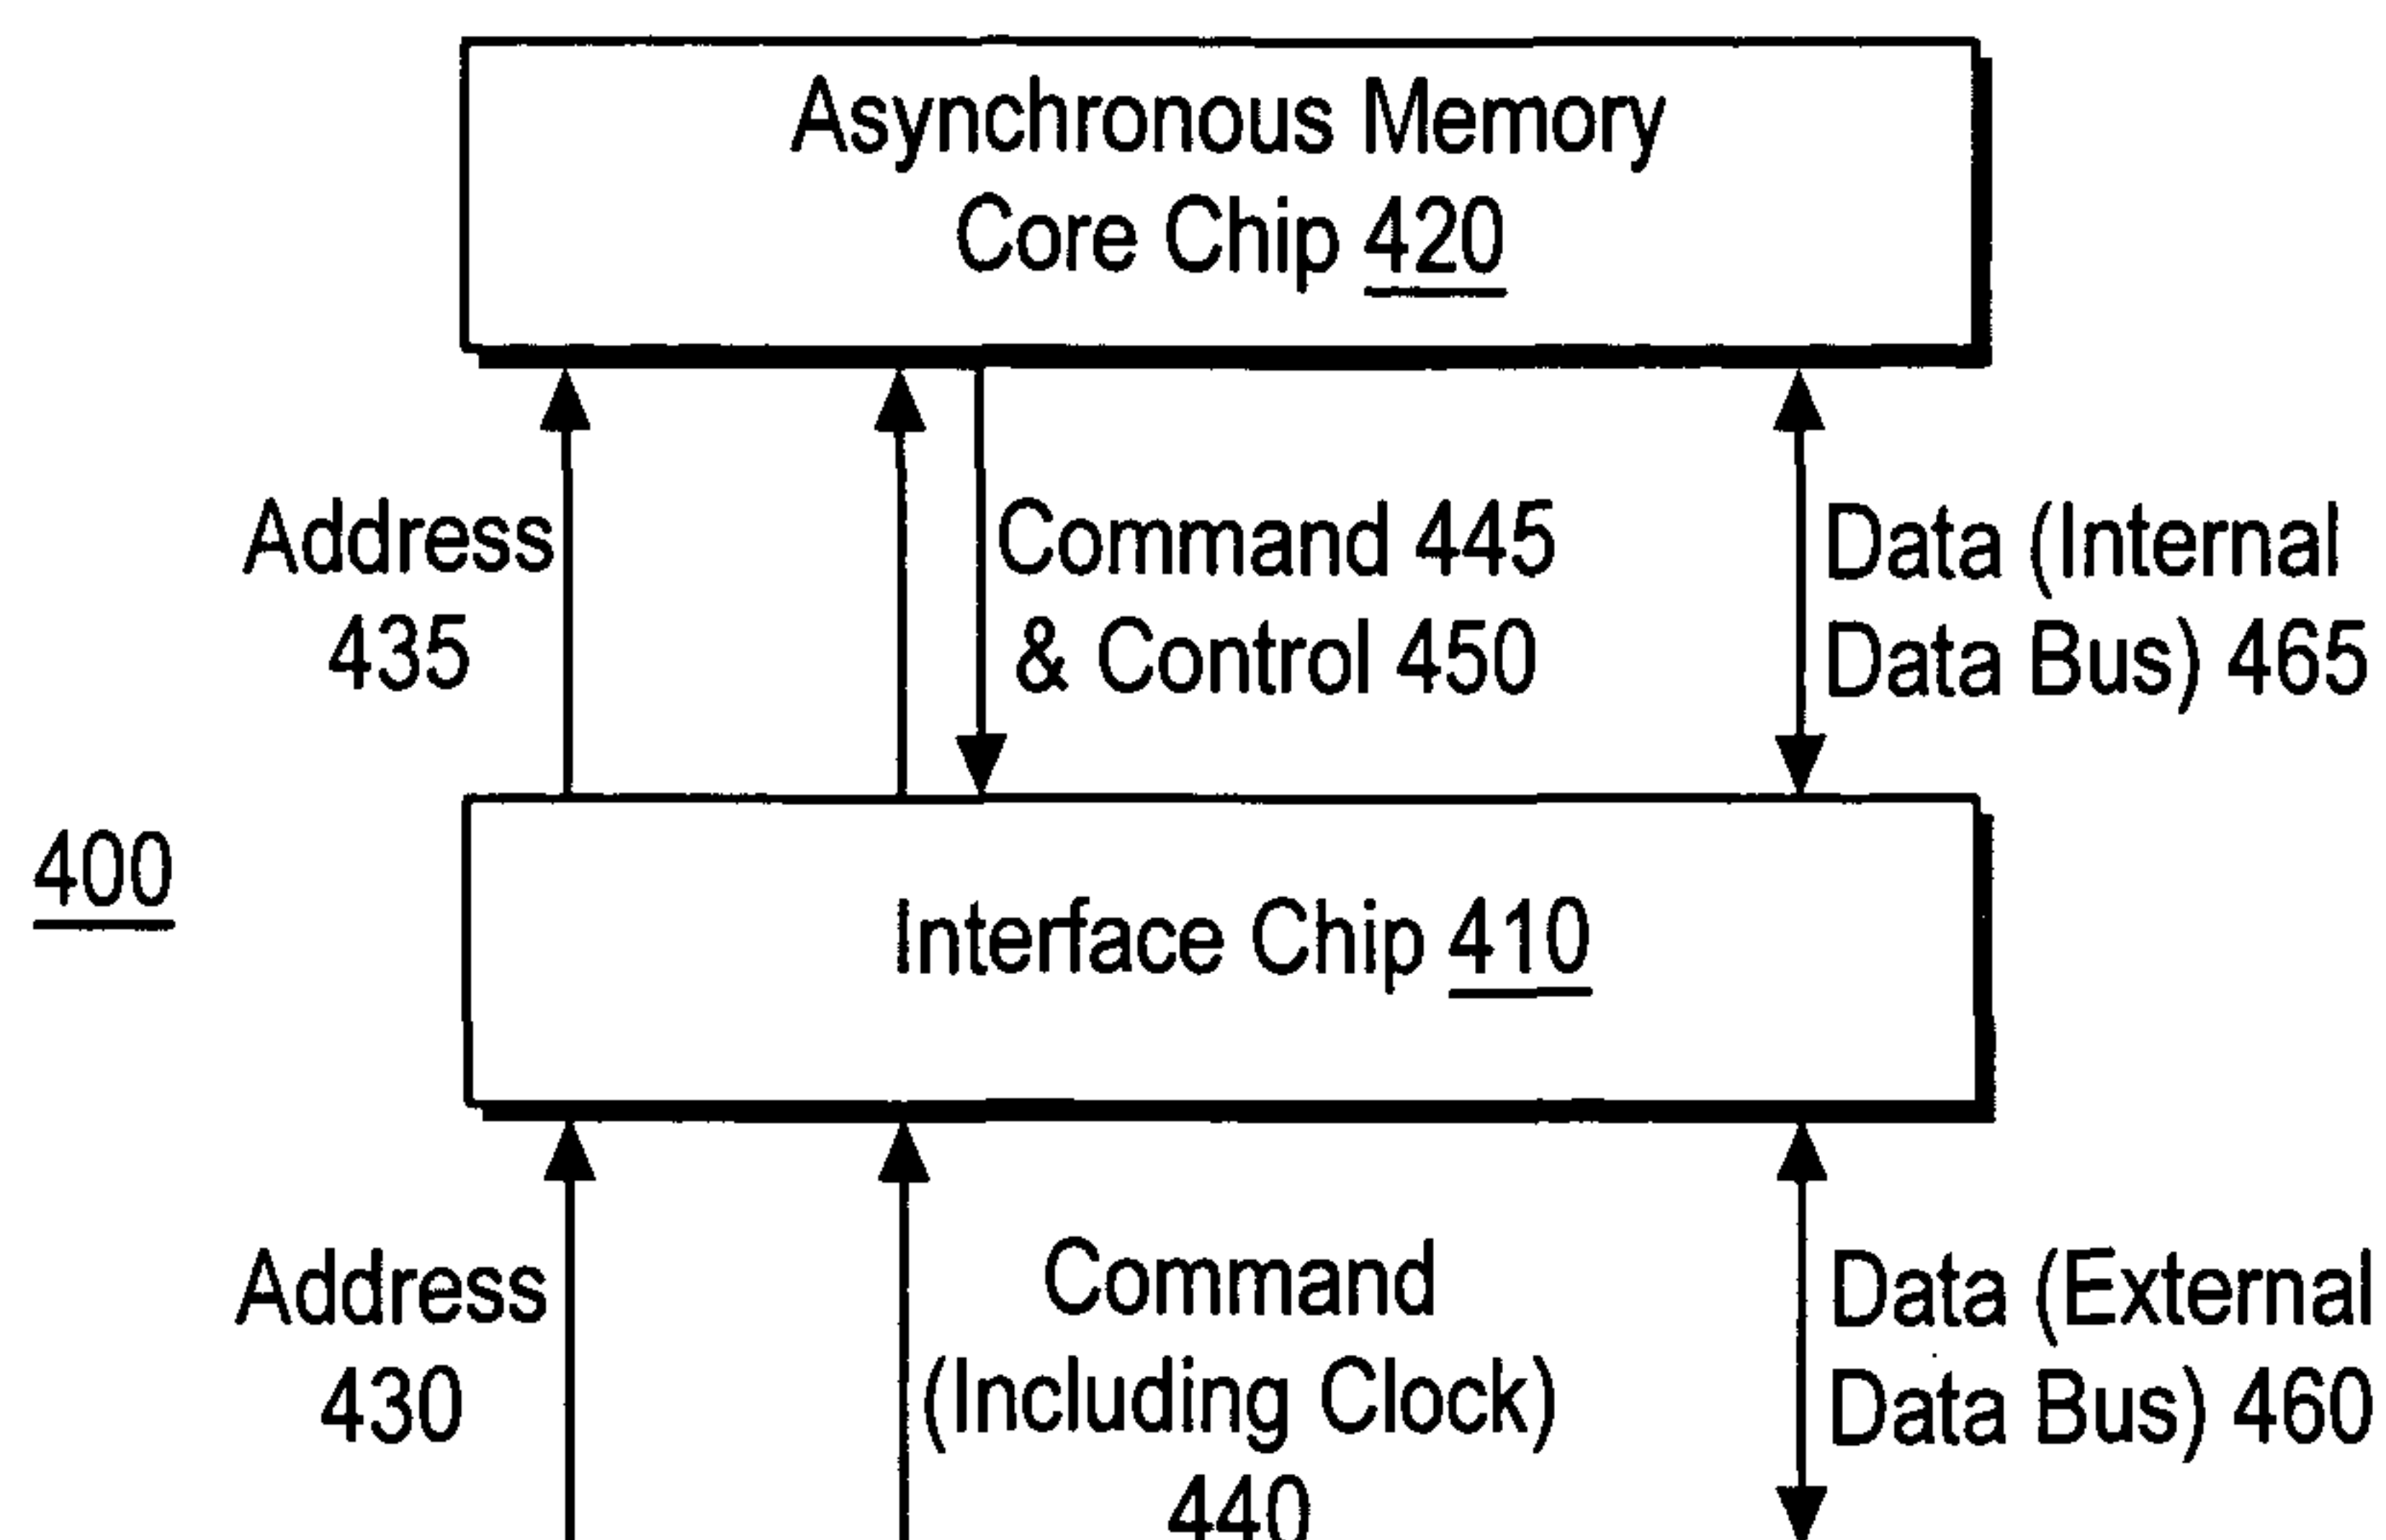 Asynchronous Memory
Core Chip 420
Address
435
Command 445
& Control 450
Data (Internal
Data Bus) 465
400
Interface Chip 410
Address
430
Command
(Including Clock)
440
Data (External
Data Bus) 460